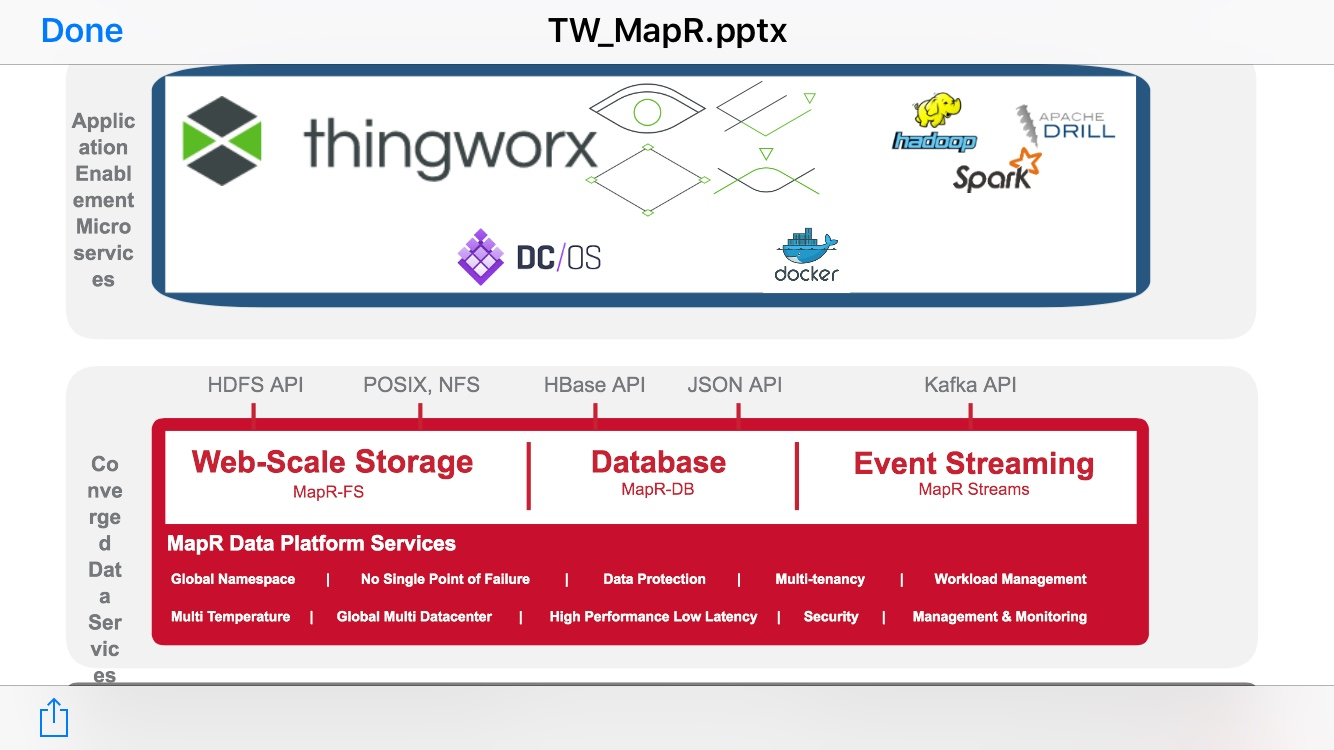 Done
TW_MapR.pptx
Applic
ation
Enabl
ement
Micro
servic
es
thingworx
hadoop
APACHE
DRILL
Spark
DC/OS
docker
HDFS API
POSIX, NFS
HBase API
JSON API
Kafka API
Co
nve
rge
d
Dat
a
Ser
vic
es
Web-Scale Storage
MapR-FS
Database
MapR-DB
Event Streaming
MapR Streams
MapR Data Platform Services
Global Namespace | No Single Point of Failure | Data Protection | Multi-tenancy | Workload Management
Multi Temperature | Global Multi Datacenter | High Performance Low Latency | Security | Management & Monitoring